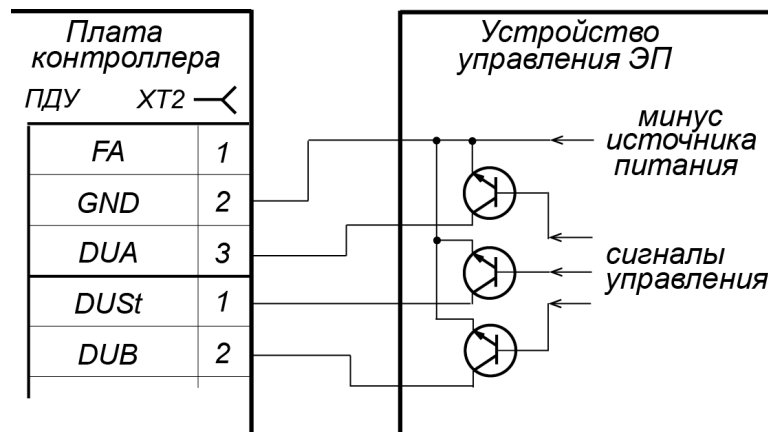 Плата
контроллера
ПДУ XT2
FA 1
GND 2
DUA 3
DUSt 1
DUB 2
Устройство
управления ЭП
минус
источника
питания
сигналы
управления